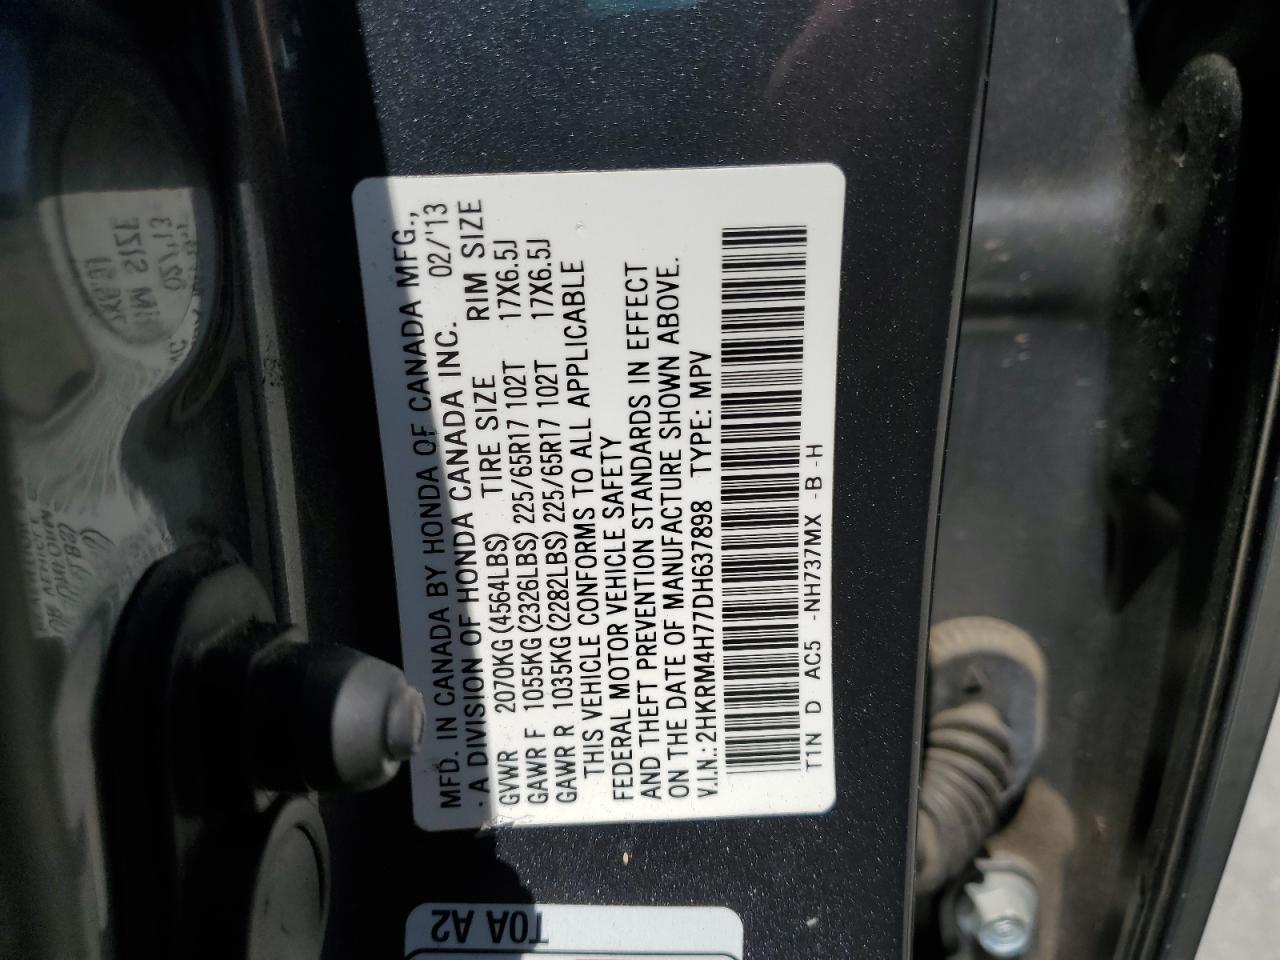 MFD. IN CANADA BY HONDA OF CANADA MFG.,
- A DIVISION OF HONDA CANADA INC. 02/'13
GVWR 2070KG(4564LBS) TIRE SIZE RIM SIZE
GAWR F 1055KG(2326LBS) 225/65R17 102T 17X6.5J
GAWR R 1035KG(2282LBS) 225/65R17 102T 17X6.5J
THIS VEHICLE CONFORMS TO ALL APPLICABLE
FEDERAL MOTOR VEHICLE SAFETY
AND THEFT PREVENTION STANDARDS IN EFFECT
ON THE DATE OF MANUFACTURE SHOWN ABOVE.
V.I.N.: 2HKRM4H77DH637898 TYPE: MPV
T1N D AC5 -NH737MX -B -H
T0A A2